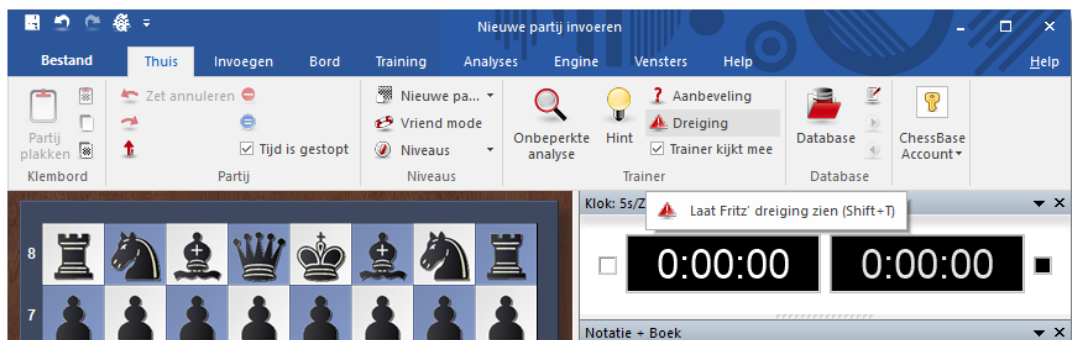 Nieuwe partij invoeren
Bestand Thuis Invoegen Bord Training Analyses Engine Vensters Help Help
Partij plakken
Klembord
Zet annuleren
Tijd is gestopt
Partij
Nieuwe pa...
Vriend mode
Niveaus
Niveaus
Onbeperkte analyse
Hint
Aanbeveling
Dreiging
Trainer kijkt mee
Trainer
Database
Database
ChessBase Account
Klok: 5s/Z
Laat Fritz' dreiging zien (Shift+T)
8
0:00:00 0:00:00
7
Notatie + Boek